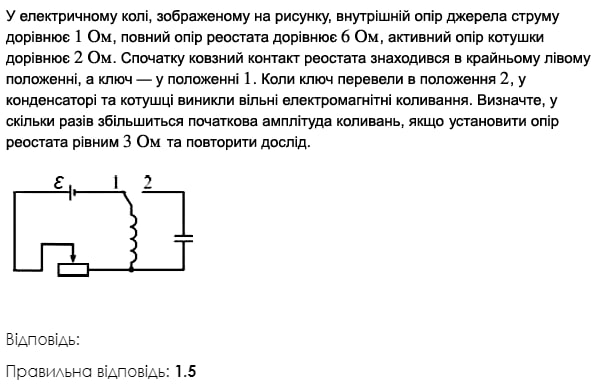 У електричному колі, зображеному на рисунку, внутрішній опір джерела струму
дорівнює 1 Ом, повний опір реостата дорівнює 6 Ом, активний опір котушки
дорівнює 2 Ом. Спочатку ковзний контакт реостата знаходився в крайньому лівому
положенні, а ключ — у положенні 1. Коли ключ перевели в положення 2, у
конденсаторі та котушці виникли вільні електромагнітні коливання. Визначте, у
скільки разів збільшиться початкова амплітуда коливань, якщо установити опір
реостата рівним 3 Ом та повторити дослід.
ℰ 1 2
Відповідь:
Правильна відповідь: 1.5